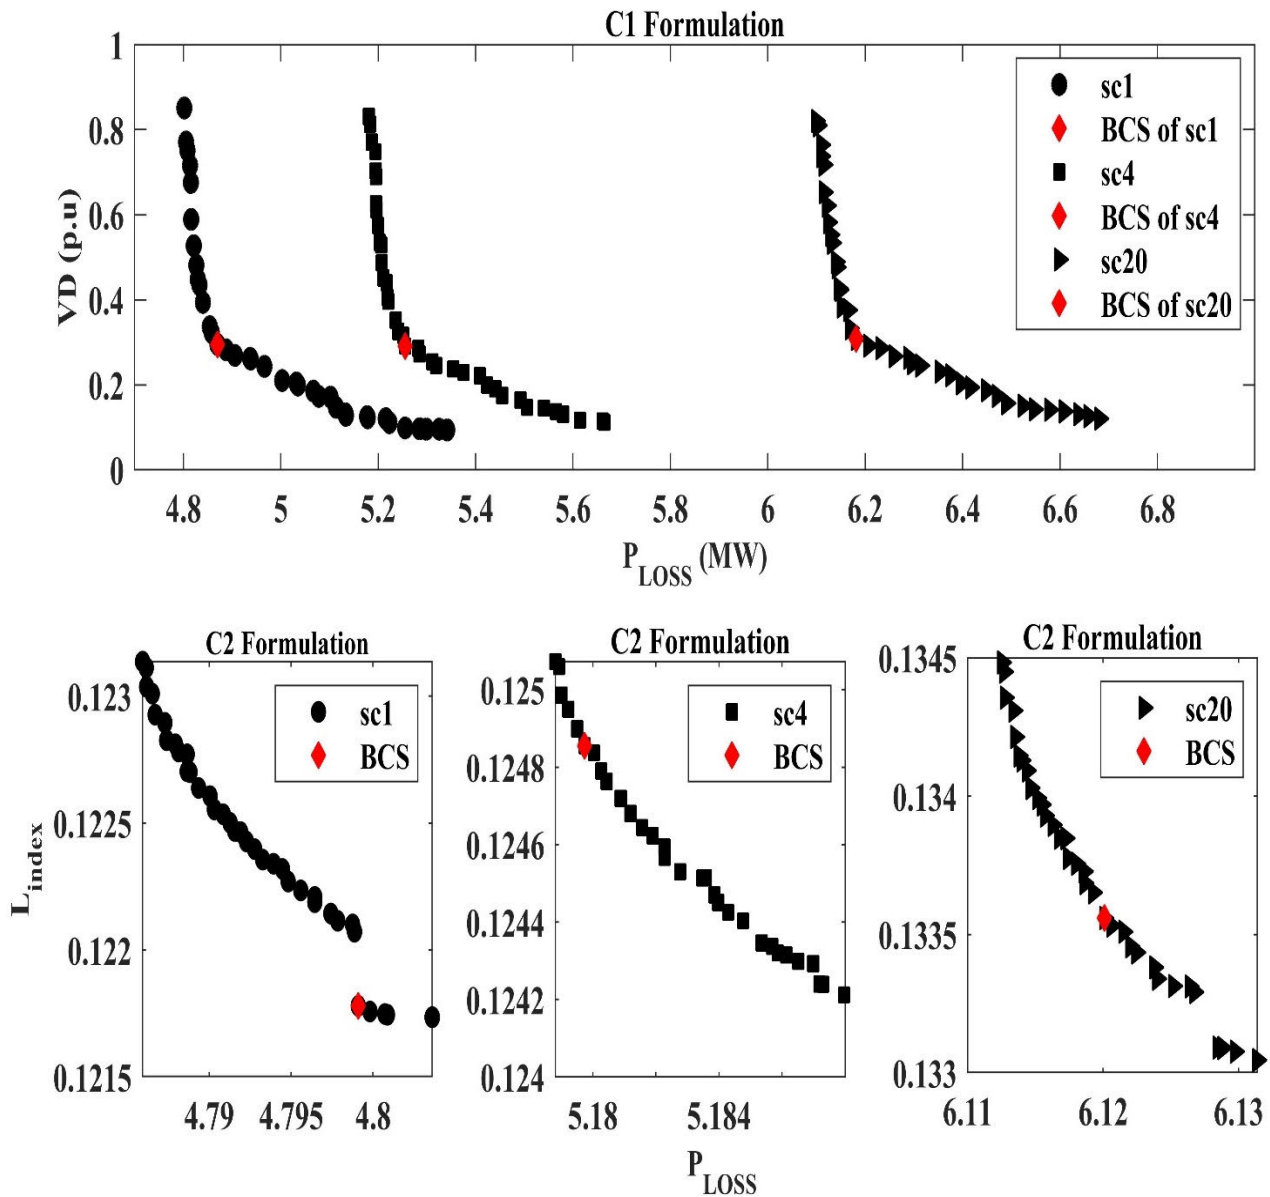 C1 Formulation
1
0.8
0.6
0.4
0.2
0
VD (p.u)
sc1
BCS of sc1
sc4
BCS of sc4
sc20
BCS of sc20
4.8 5 5.2 5.4 5.6 5.8 6 6.2 6.4 6.6 6.8
P_LOSS (MW)
C2 Formulation
0.123
0.1225
0.122
0.1215
L_index
sc1
BCS
4.79 4.795 4.8
C2 Formulation
0.125
0.1248
0.1246
0.1244
0.1242
0.124
sc4
BCS
5.18 5.184
P_LOSS
C2 Formulation
0.1345
0.134
0.1335
0.133
sc20
BCS
6.11 6.12 6.13